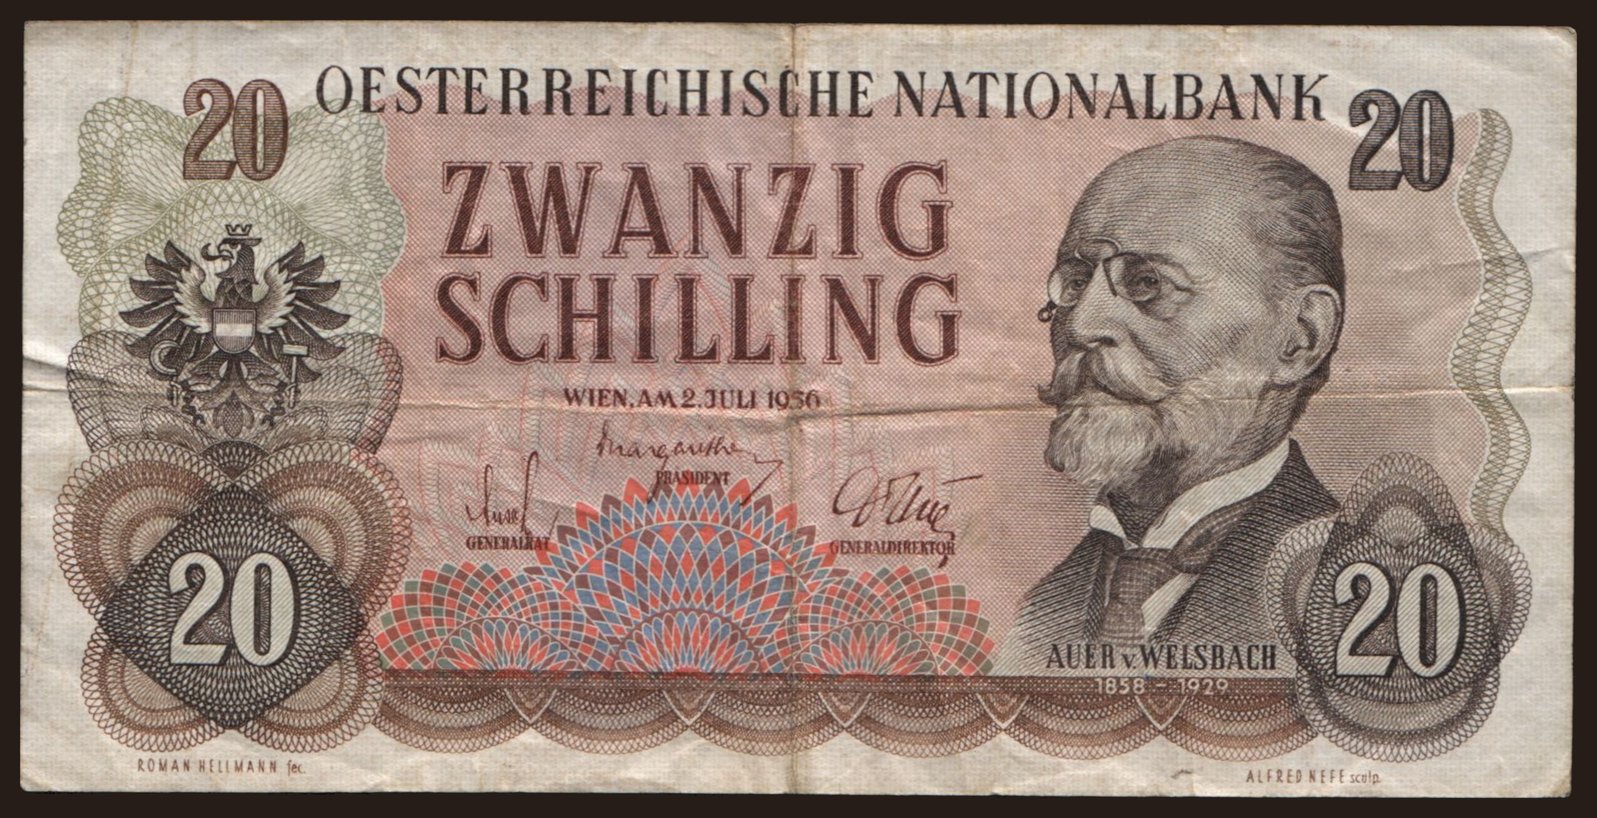 OESTERREICHISCHE NATIONALBANK
20
20
ZWANZIG
SCHILLING
WIEN, AM 2. JULI 1956
PRÄSIDENT
GENERALRAT
GENERALDIREKTOR
20
20
AUER v. WELSBACH
1858 – 1929
ROMAN HELLMANN fec.
ALFRED NEFE sculp.